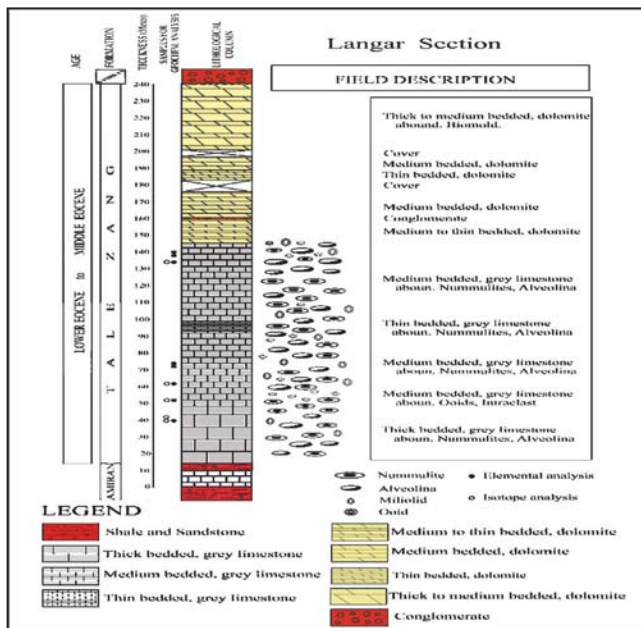 Langar Section
AGE
FORMATION
THICKNESS (Meter)
SAMPLES FOR
GEOCHEMICAL ANALYSIS
LITHOLOGICAL
COLUMN
FIELD DESCRIPTION
240
230
220
210
200
190
180
170
160
150
140
130
120
110
100
90
80
70
60
50
40
30
20
10
0
LOWER EOCENE to MIDDLE EOCENE
TALE ZANG
AMIRAN
Thick to medium bedded, dolomite
abound. Biomold.
Cover
Medium bedded, dolomite
Thin bedded, dolomite
Cover
Medium bedded, dolomite
Conglomerate
Medium to thin bedded, dolomite
Medium bedded, grey limestone
aboun. Nummulites, Alveolina
Thin bedded, grey limestone
aboun. Nummulites, Alveolina
Medium bedded, grey limestone
aboun. Nummulites, Alveolina
Medium bedded, grey limestone
aboun. Ooids, Intraclast
Thick bedded, grey limestone
aboun. Nummulites, Alveolina
Nummulite
Alveolina
Miliolid
Ooid
Elemental analysis
Isotope analysis
LEGEND
Shale and Sandstone
Thick bedded, grey limestone
Medium bedded, grey limestone
Thin bedded, grey limestone
Medium to thin bedded, dolomite
Medium bedded, dolomite
Thin bedded, dolomite
Thick to medium bedded, dolomite
Conglomerate